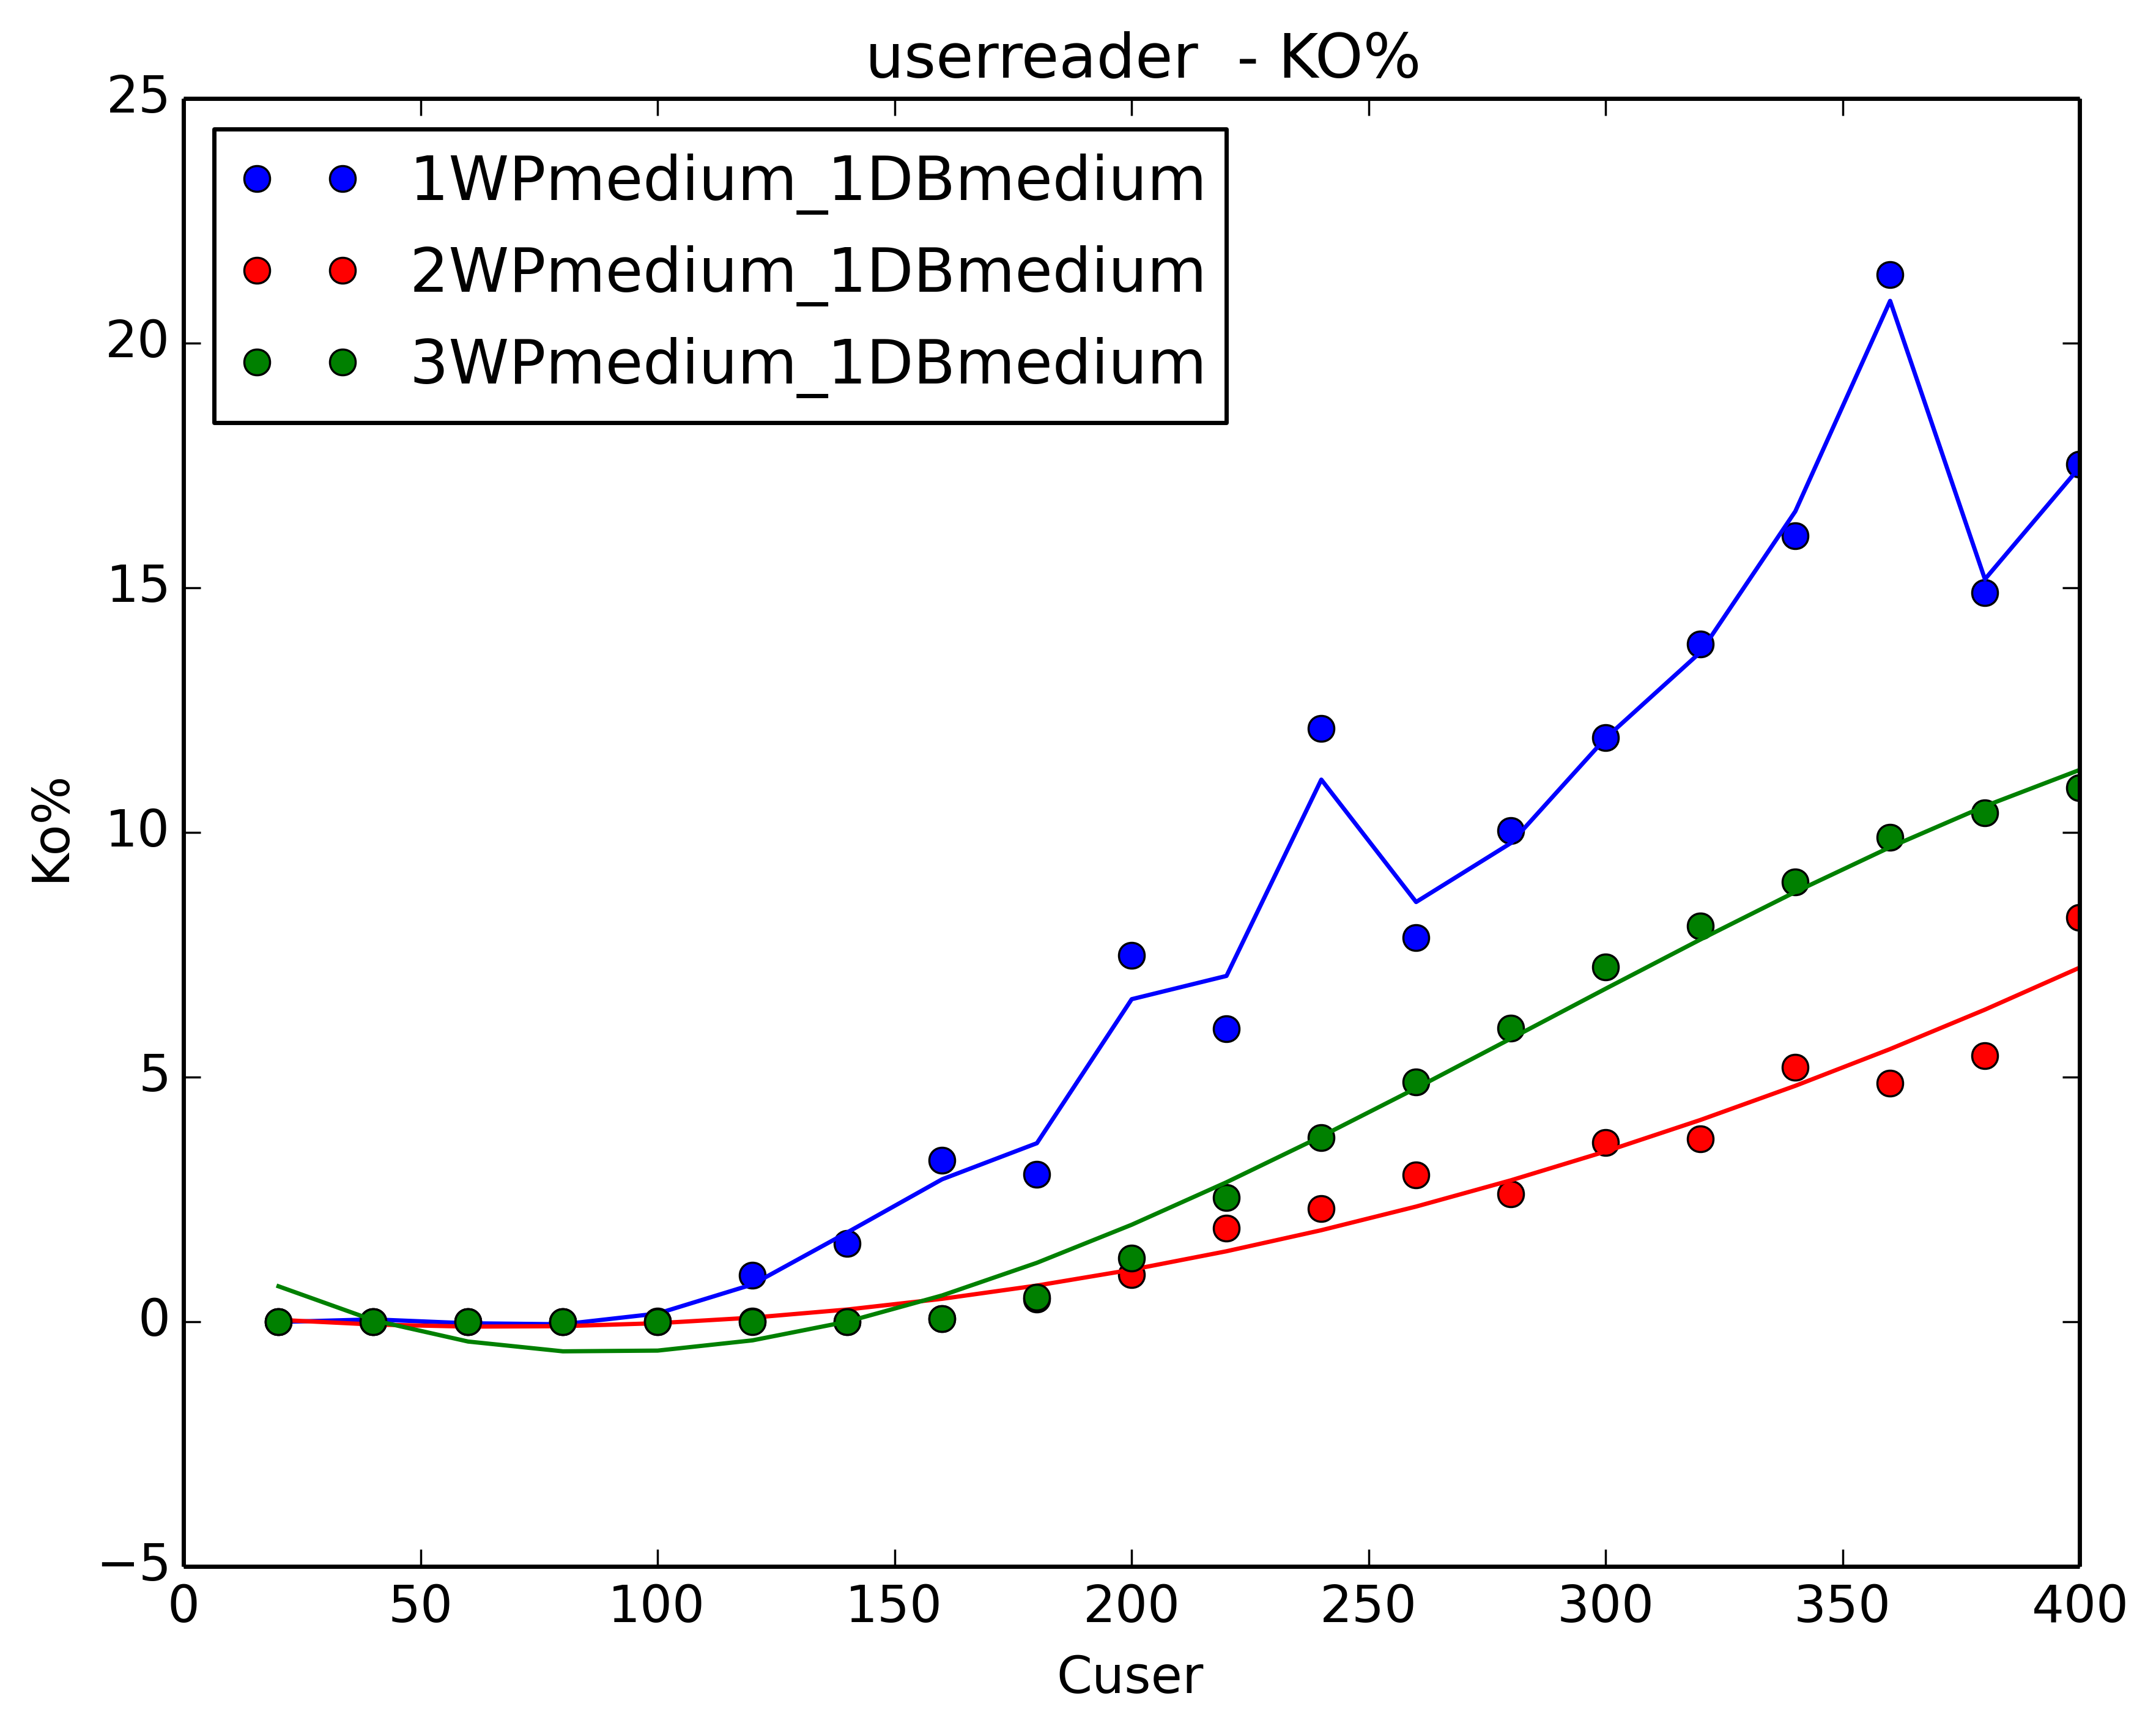 userreader - KO%
25
20
15
10
5
0
−5
Ko%
1WPmedium_1DBmedium
2WPmedium_1DBmedium
3WPmedium_1DBmedium
0 50 100 150 200 250 300 350 400
Cuser